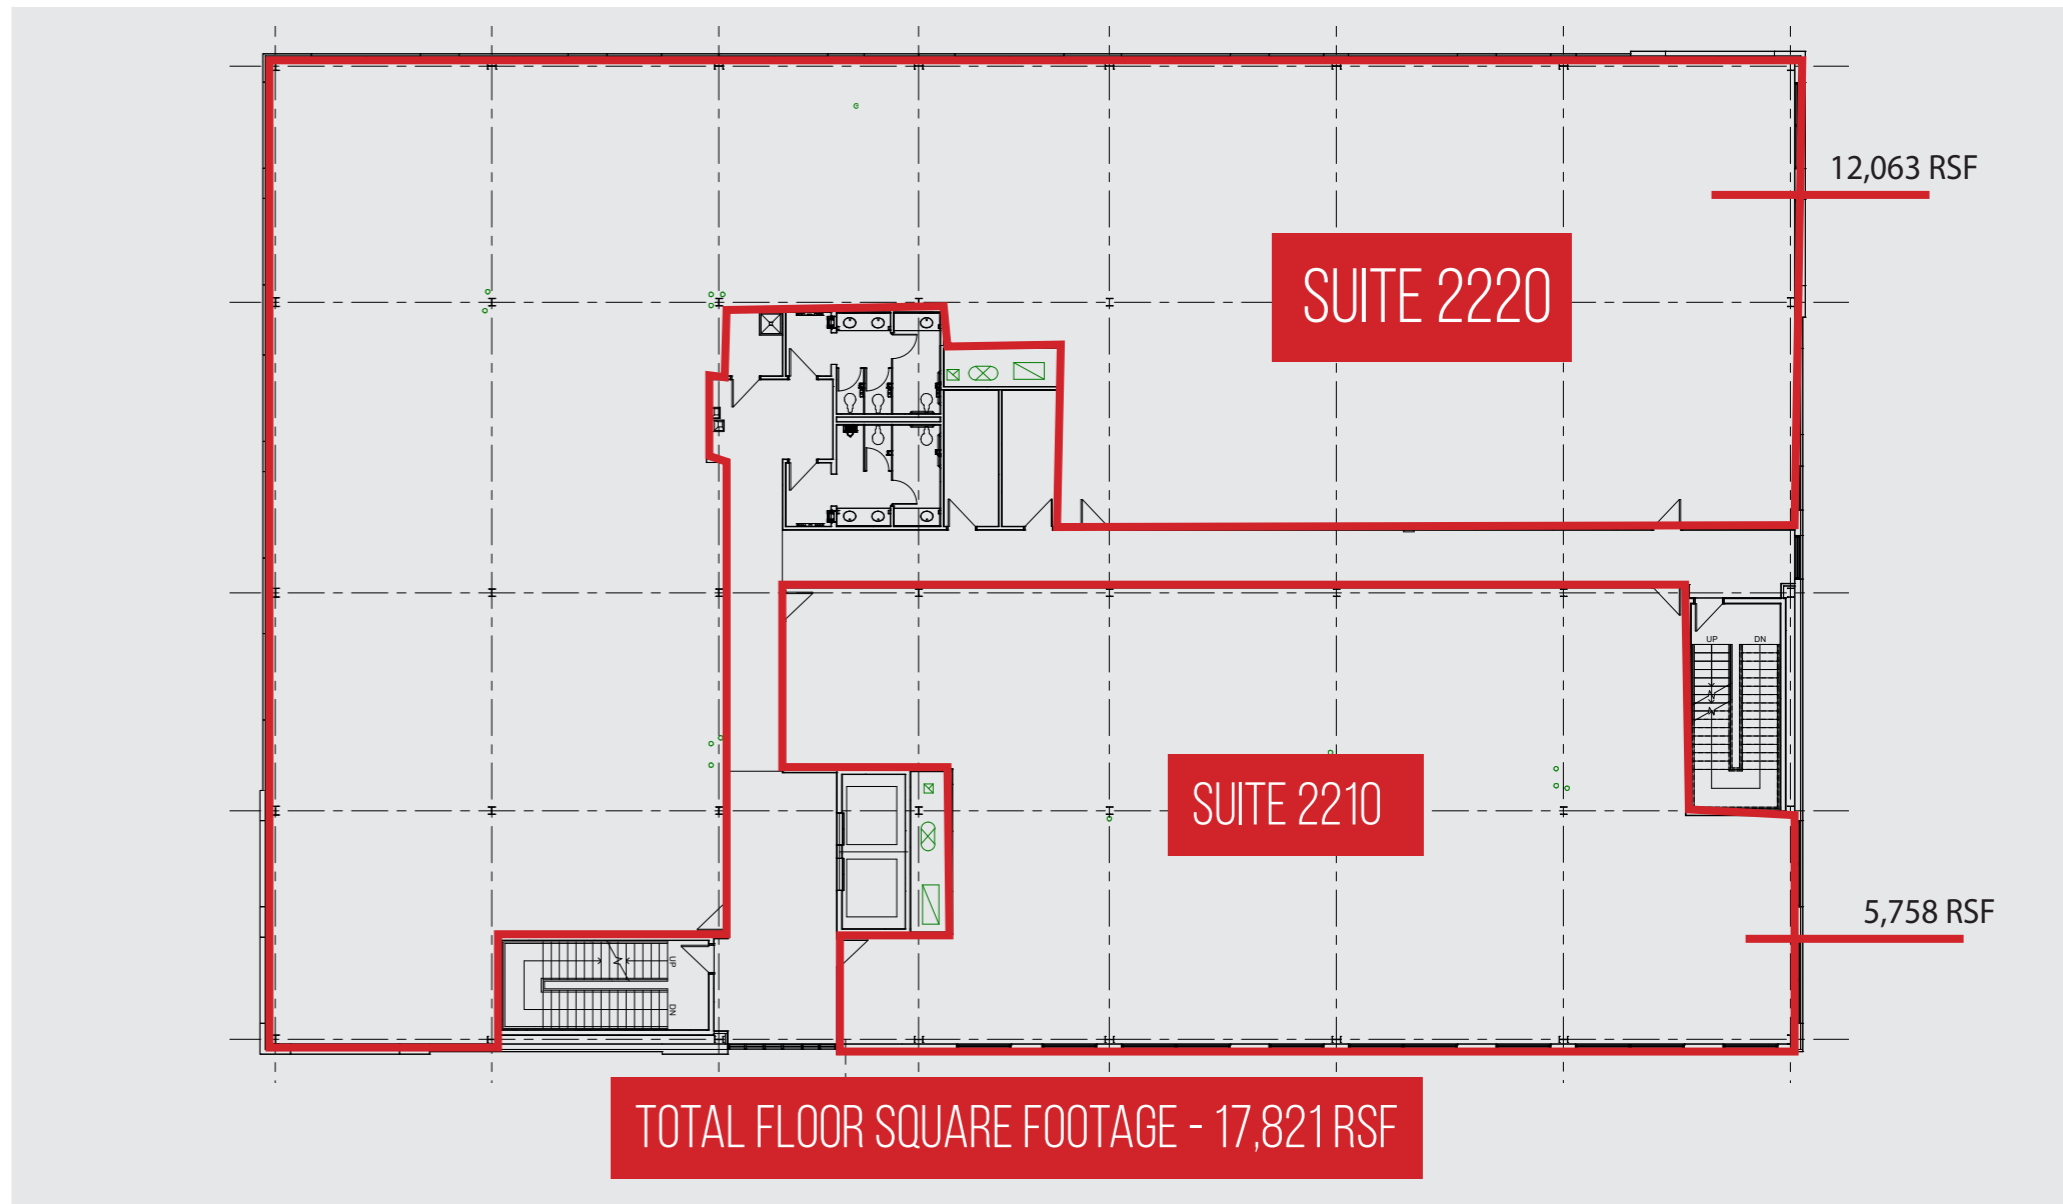 12,063 RSF
SUITE 2220
UP DN
SUITE 2210
5,758 RSF
UP
DN
TOTAL FLOOR SQUARE FOOTAGE - 17,821 RSF